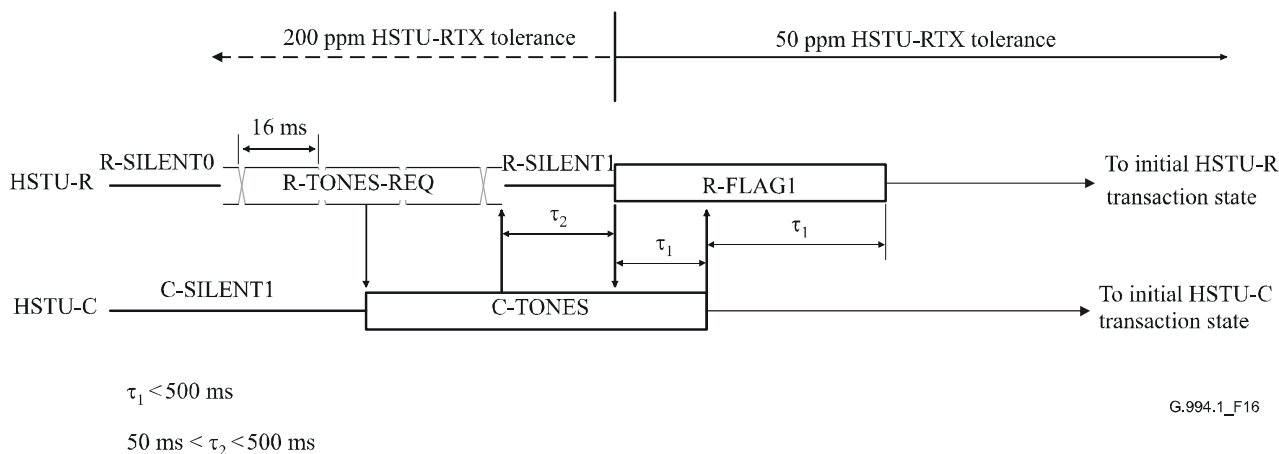 200 ppm HSTU-RTX tolerance
50 ppm HSTU-RTX tolerance
16 ms
R-SILENT0
R-SILENT1
HSTU-R
R-TONES-REQ
R-FLAG1
To initial HSTU-R
transaction state
τ2
τ1
τ1
C-SILENT1
HSTU-C
C-TONES
To initial HSTU-C
transaction state
τ1 < 500 ms
50 ms < τ2 < 500 ms
G.994.1_F16